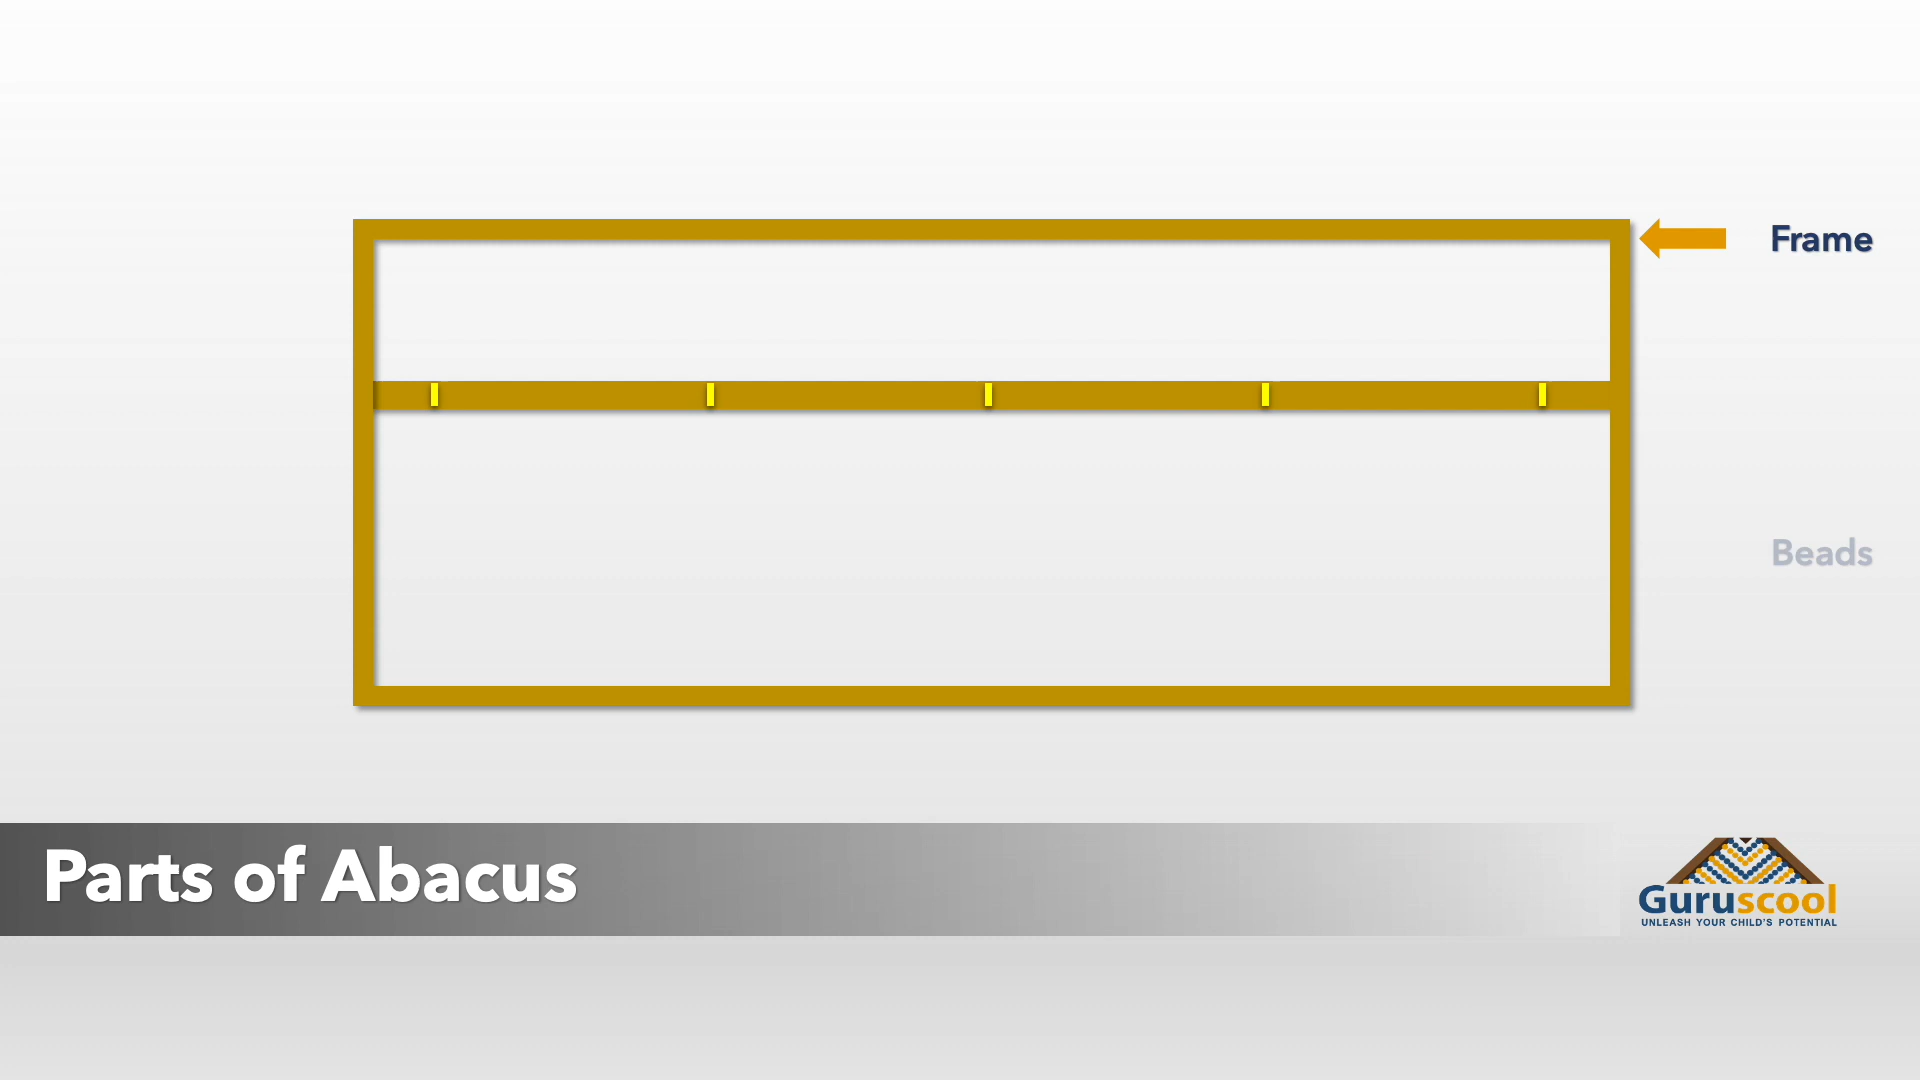 Frame
Beads
Parts of Abacus
Guruscool
UNLEASH YOUR CHILD'S POTENTIAL